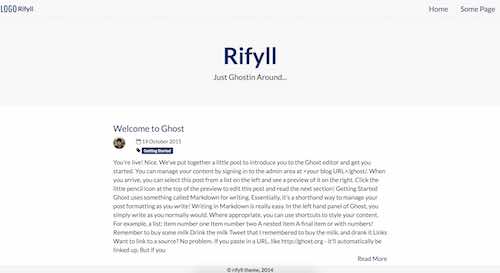 LOGO Rifyll
Home Some Page
Rifyll
Just Ghostin Around...
Welcome to Ghost
14 October 2015
Getting Started
You're live! Nice. We've put together a little post to introduce you to the Ghost editor and get you
started. You can manage your content by signing in to the admin area at <your blog URL>/ghost/. When
you arrive, you can select this post from a list on the left and see a preview of it on the right. Click the
little pencil icon at the top of the preview to edit this post and read the next section! Getting Started
Ghost uses something called Markdown for writing. Essentially, it's a shorthand way to manage your
post formatting as you write! Writing in Markdown is really easy. In the left hand panel of Ghost, you
simply write as you normally would. Where appropriate, you can use shortcuts to style your content.
For example, a list: item number one item number two A nested item A final item or with numbers!
Remember to buy some milk Drink the milk Tweet that I remembered to buy the milk, and drank it Links
Want to link to a source? No problem. If you paste in a URL, like http://ghost.org - it'll automatically be
linked up. But if you
Read More
© rifyll theme, 2014